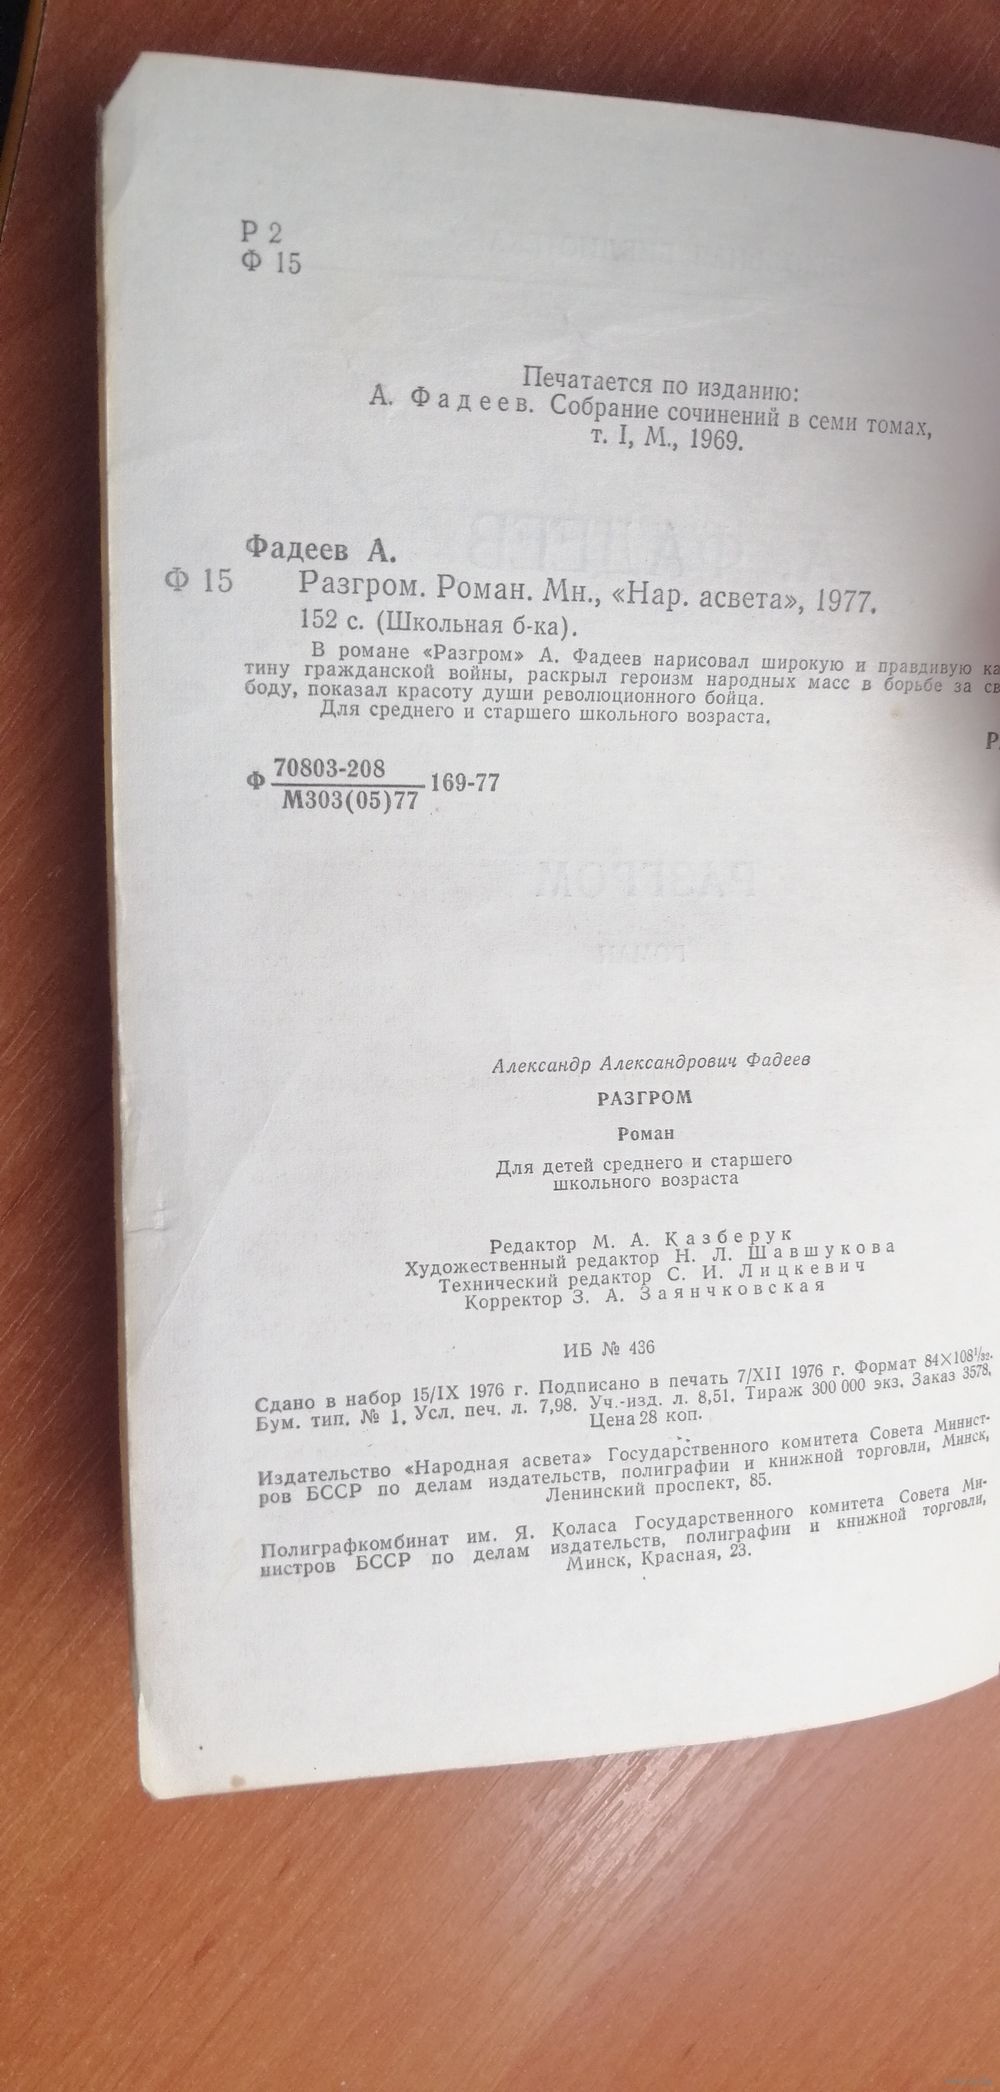 Р 2
Ф 15
Печатается по изданию:
А. Фадеев. Собрание сочинений в семи томах,
т. I, М., 1969.
Фадеев А.
Ф 15 Разгром. Роман. Мн., «Нар. асвета», 1977.
152 с. (Школьная б-ка).
В романе «Разгром» А. Фадеев нарисовал широкую и правдивую ка
тину гражданской войны, раскрыл героизм народных масс в борьбе за св
боду, показал красоту души революционного бойца.
Для среднего и старшего школьного возраста.
Ф 70803-208 169-77
М303(05)77
Александр Александрович Фадеев
РАЗГРОМ
Роман
Для детей среднего и старшего
школьного возраста
Редактор М. А. Казберук
Художественный редактор Н. Л. Шавшукова
Технический редактор С. И. Лицкевич
Корректор З. А. Заянчковская
ИБ № 436
Сдано в набор 15/IX 1976 г. Подписано в печать 7/XII 1976 г. Формат 84×108¹/₃₂.
Бум. тип. № 1. Усл. печ. л. 7,98. Уч.-изд. л. 8,51. Тираж 300 000 экз. Заказ 3578.
Цена 28 коп.
Издательство «Народная асвета» Государственного комитета Совета Минист-
ров БССР по делам издательств, полиграфии и книжной торговли, Минск,
Ленинский проспект, 85.
Полиграфкомбинат им. Я. Коласа Государственного комитета Совета Ми-
нистров БССР по делам издательств, полиграфии и книжной торговли,
Минск, Красная, 23.